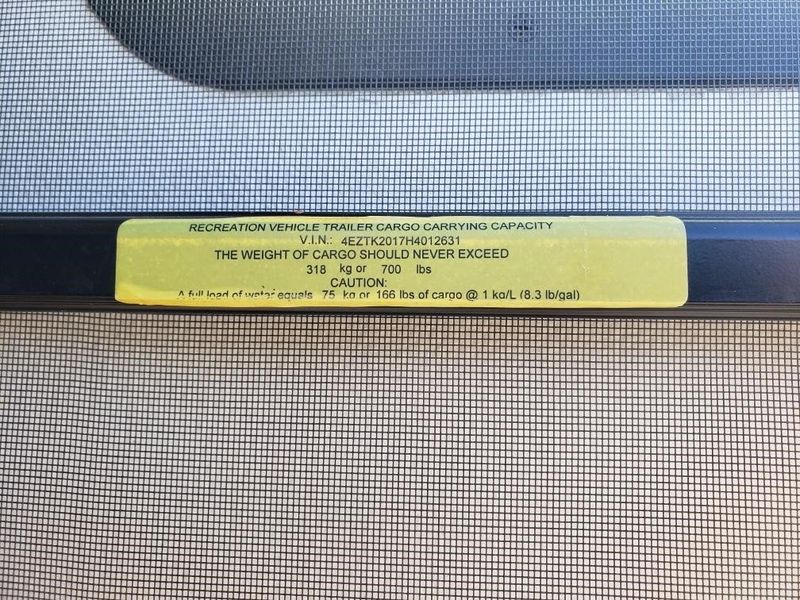 RECREATION VEHICLE TRAILER CARGO CARRYING CAPACITY
V.I.N.: 4EZTK2017H4012631
THE WEIGHT OF CARGO SHOULD NEVER EXCEED
318 kg or 700 lbs
CAUTION:
A full load of water equals 75 kg or 166 lbs of cargo @ 1 kg/L (8.3 lb/gal)